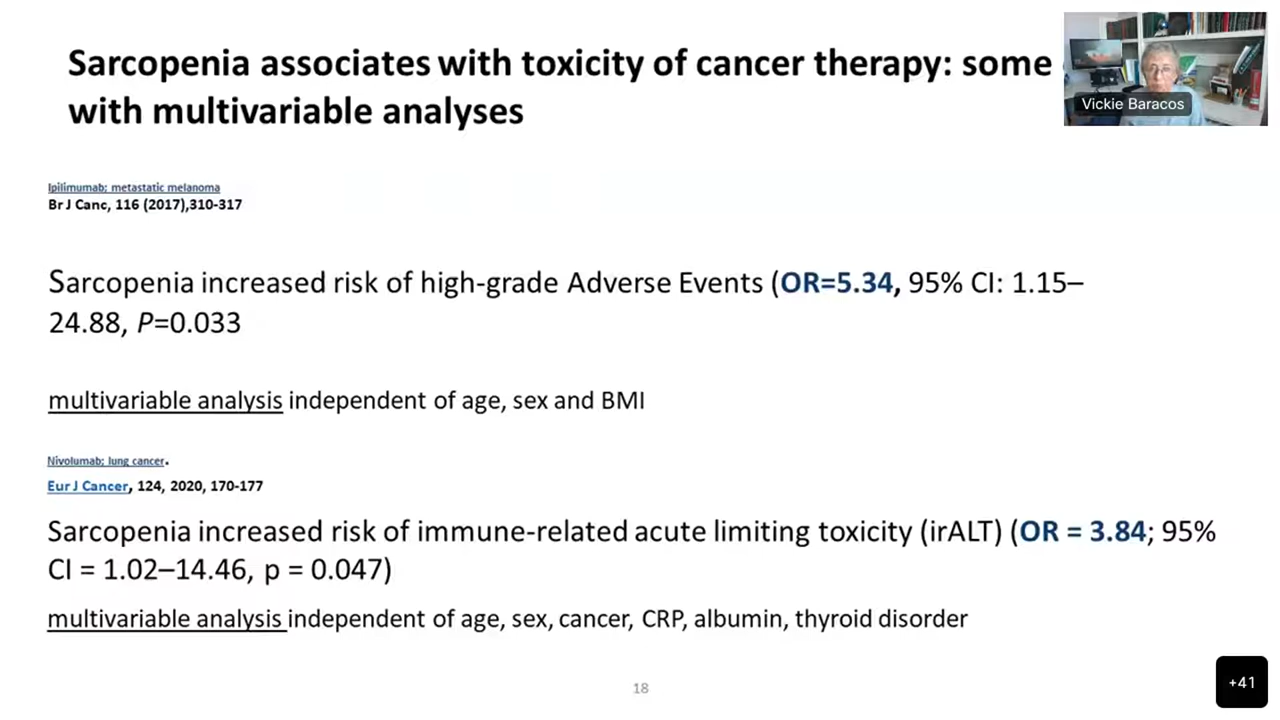 Sarcopenia associates with toxicity of cancer therapy: some
with multivariable analyses
Vickie Baracos
Ipilimumab; metastatic melanoma
Br J Canc, 116 (2017),310-317
Sarcopenia increased risk of high-grade Adverse Events (OR=5.34, 95% CI: 1.15–
24.88, P=0.033
multivariable analysis independent of age, sex and BMI
Nivolumab; lung cancer.
Eur J Cancer, 124, 2020, 170-177
Sarcopenia increased risk of immune-related acute limiting toxicity (irALT) (OR = 3.84; 95%
CI = 1.02–14.46, p = 0.047)
multivariable analysis independent of age, sex, cancer, CRP, albumin, thyroid disorder
18
+41